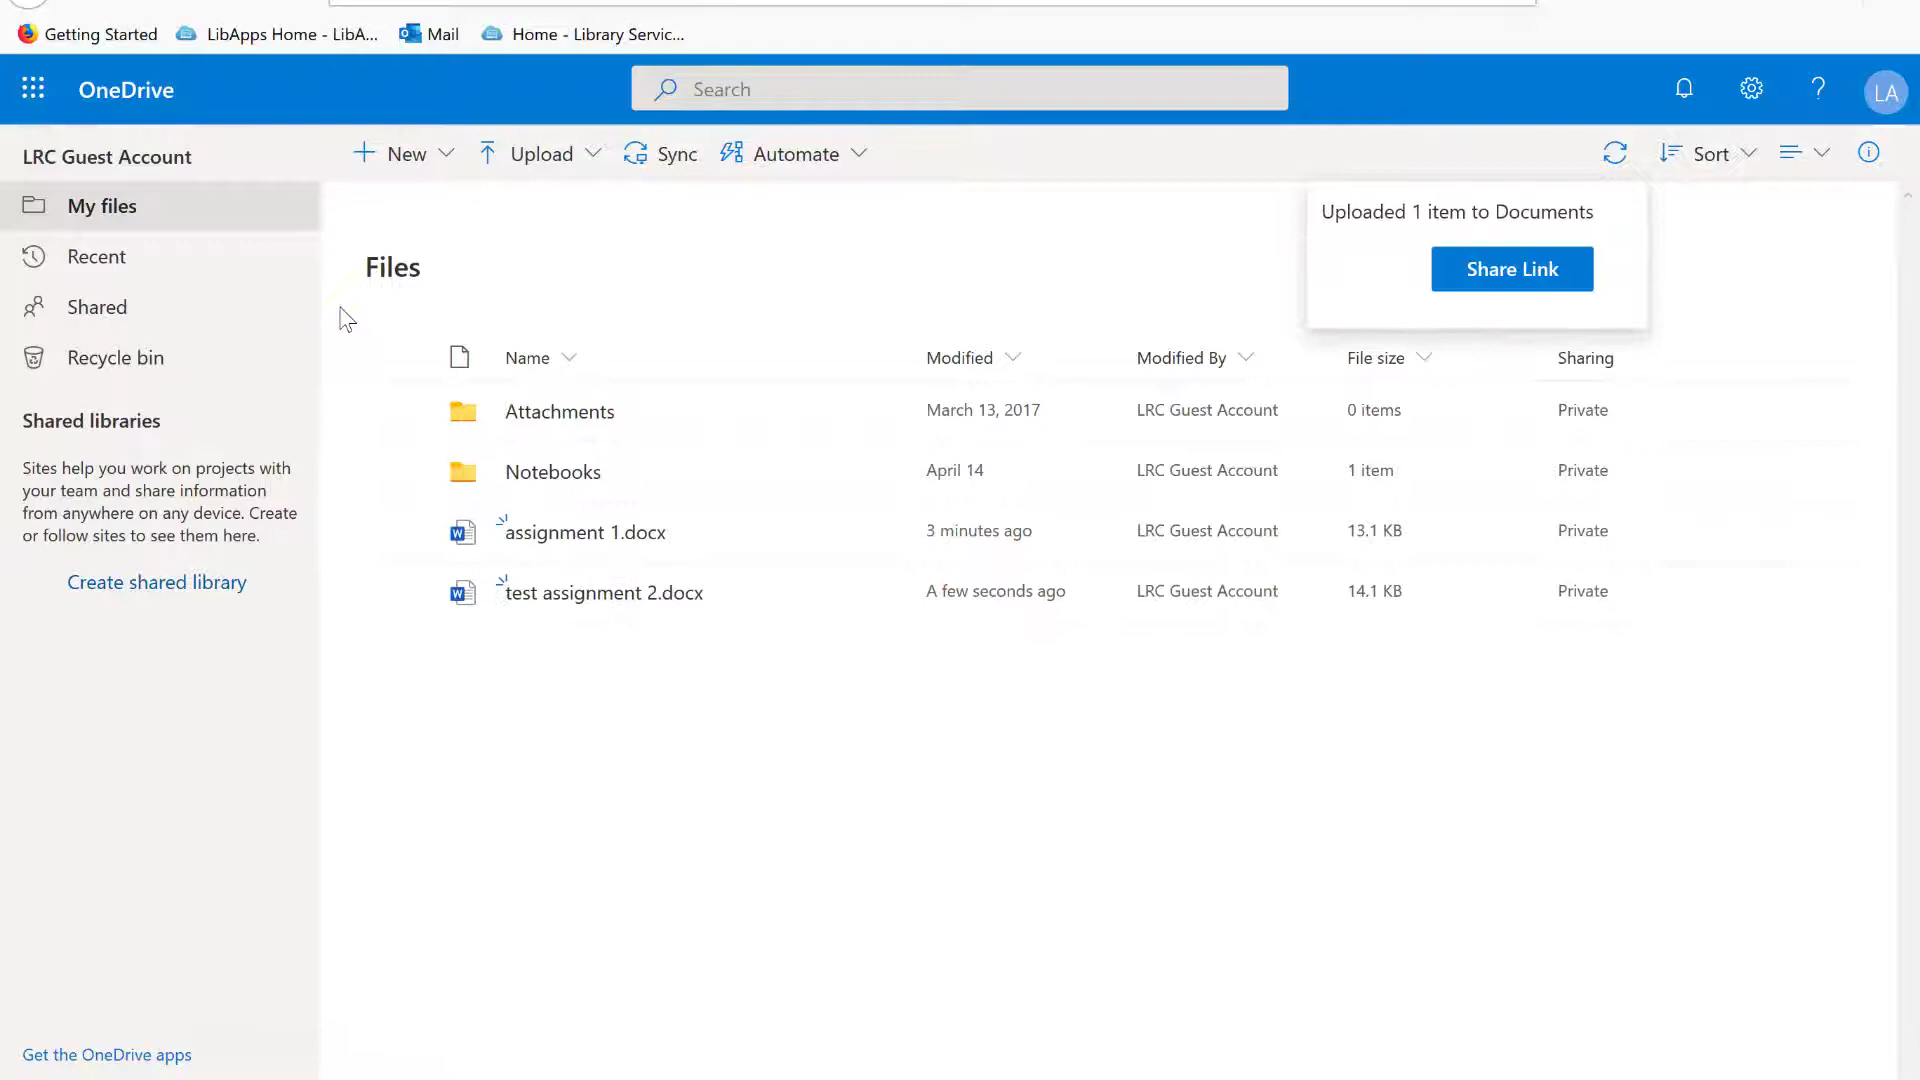 Getting Started
LibApps Home - LibA...
Mail
Home - Library Servic...
OneDrive
Search
LA
LRC Guest Account
New
Upload
Sync
Automate
Sort
My files
Recent
Shared
Recycle bin
Shared libraries
Sites help you work on projects with
your team and share information
from anywhere on any device. Create
or follow sites to see them here.
Create shared library
Get the OneDrive apps
Uploaded 1 item to Documents
Share Link
Files
Name Modified Modified By File size Sharing
Attachments March 13, 2017 LRC Guest Account 0 items Private
Notebooks April 14 LRC Guest Account 1 item Private
assignment 1.docx 3 minutes ago LRC Guest Account 13.1 KB Private
test assignment 2.docx A few seconds ago LRC Guest Account 14.1 KB Private